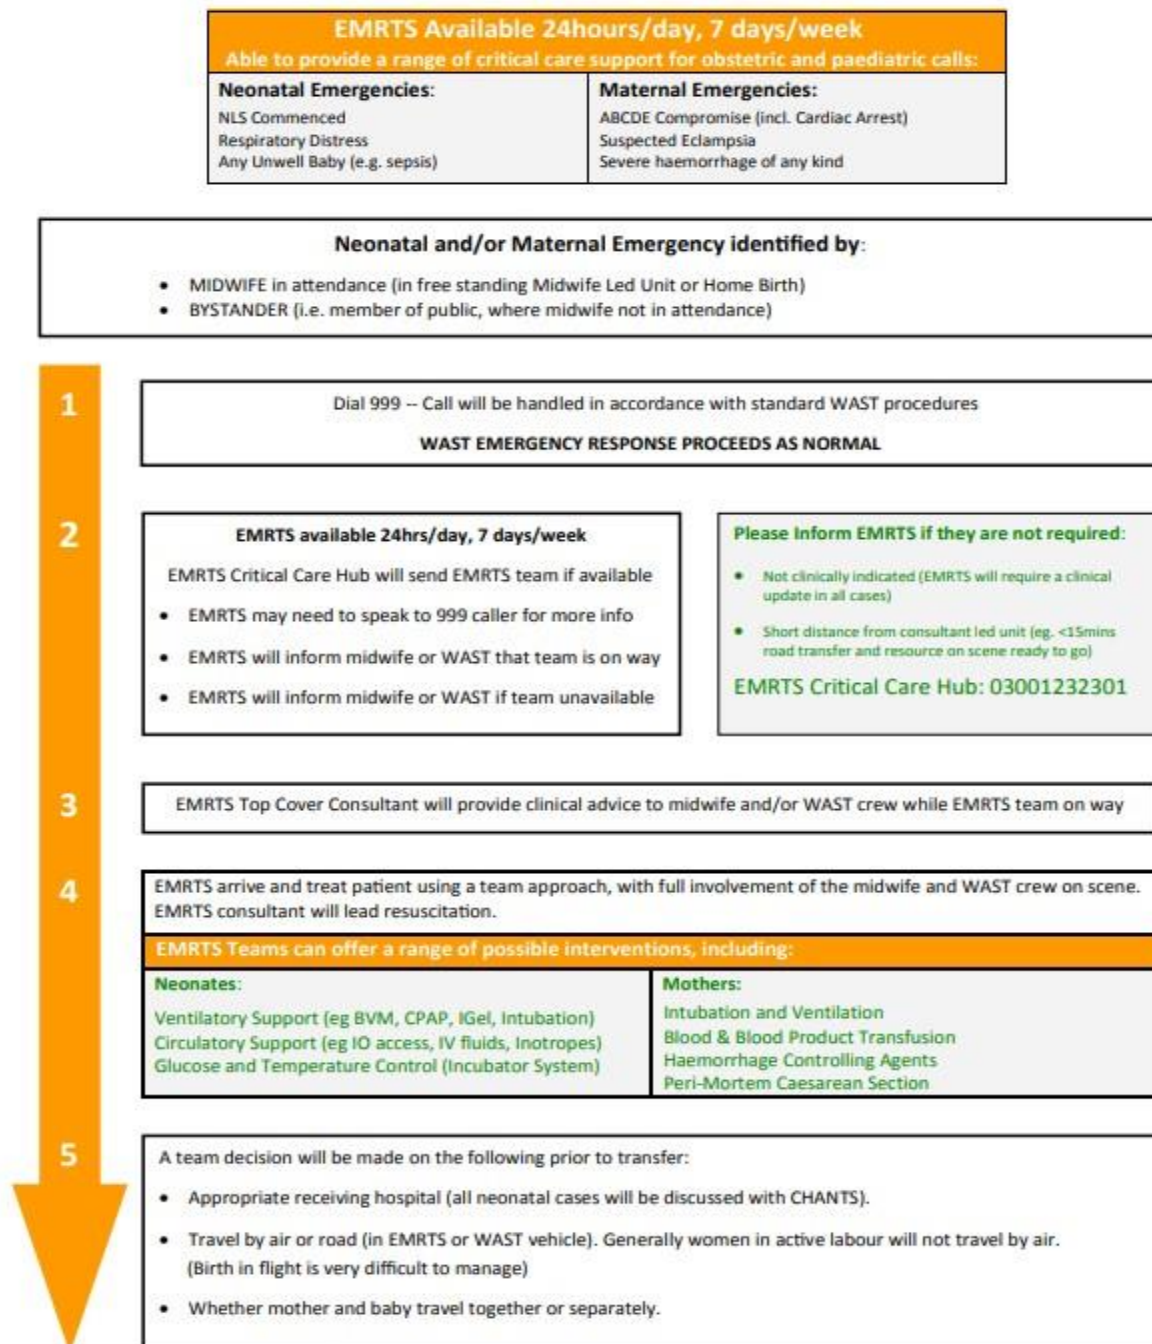 EMRTS Available 24hours/day, 7 days/week
Able to provide a range of critical care support for obstetric and paediatric calls:
Neonatal Emergencies:
NLS Commenced
Respiratory Distress
Any Unwell Baby (e.g. sepsis)
Maternal Emergencies:
ABCDE Compromise (incl. Cardiac Arrest)
Suspected Eclampsia
Severe haemorrhage of any kind
Neonatal and/or Maternal Emergency identified by:
• MIDWIFE in attendance (in free standing Midwife Led Unit or Home Birth)
• BYSTANDER (i.e. member of public, where midwife not in attendance)
1
Dial 999 -- Call will be handled in accordance with standard WAST procedures
WAST EMERGENCY RESPONSE PROCEEDS AS NORMAL
2
EMRTS available 24hrs/day, 7 days/week
EMRTS Critical Care Hub will send EMRTS team if available
• EMRTS may need to speak to 999 caller for more info
• EMRTS will inform midwife or WAST that team is on way
• EMRTS will inform midwife or WAST if team unavailable
Please Inform EMRTS if they are not required:
• Not clinically indicated (EMRTS will require a clinical
update in all cases)
• Short distance from consultant led unit (eg. <15mins
road transfer and resource on scene ready to go)
EMRTS Critical Care Hub: 03001232301
3
EMRTS Top Cover Consultant will provide clinical advice to midwife and/or WAST crew while EMRTS team on way
4
EMRTS arrive and treat patient using a team approach, with full involvement of the midwife and WAST crew on scene.
EMRTS consultant will lead resuscitation.
EMRTS Teams can offer a range of possible interventions, including:
Neonates:
Ventilatory Support (eg BVM, CPAP, IGel, Intubation)
Circulatory Support (eg IO access, IV fluids, Inotropes)
Glucose and Temperature Control (Incubator System)
Mothers:
Intubation and Ventilation
Blood & Blood Product Transfusion
Haemorrhage Controlling Agents
Peri-Mortem Caesarean Section
5
A team decision will be made on the following prior to transfer:
• Appropriate receiving hospital (all neonatal cases will be discussed with CHANTS).
• Travel by air or road (in EMRTS or WAST vehicle). Generally women in active labour will not travel by air.
(Birth in flight is very difficult to manage)
• Whether mother and baby travel together or separately.